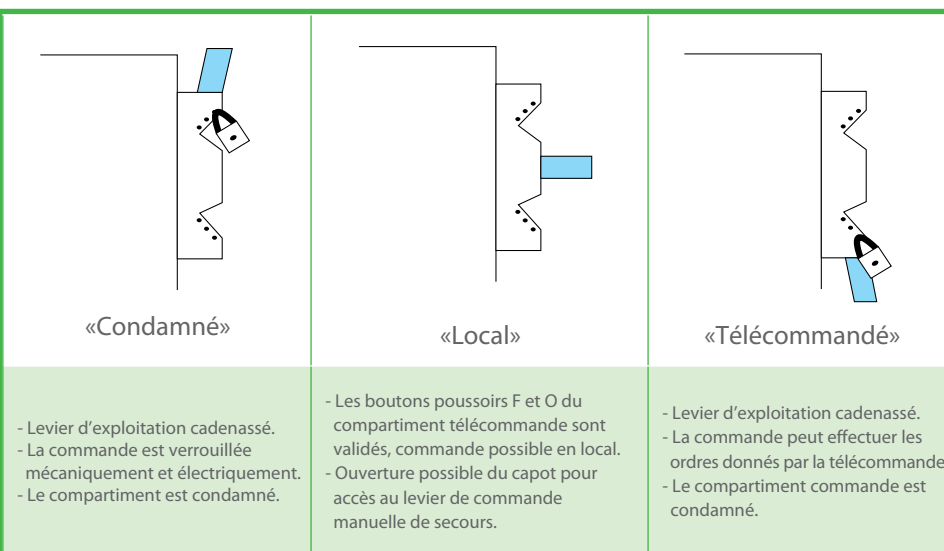 «Condamné»
«Local»
«Télécommandé»
- Levier d’exploitation cadenassé.
- La commande est verrouillée
mécaniquement et électriquement.
- Le compartiment est condamné.
- Les boutons poussoirs F et O du
compartiment télécommande sont
validés, commande possible en local.
- Ouverture possible du capot pour
accès au levier de commande
manuelle de secours.
- Levier d’exploitation cadenassé.
- La commande peut effectuer les
ordres donnés par la télécommande
- Le compartiment commande est
condamné.